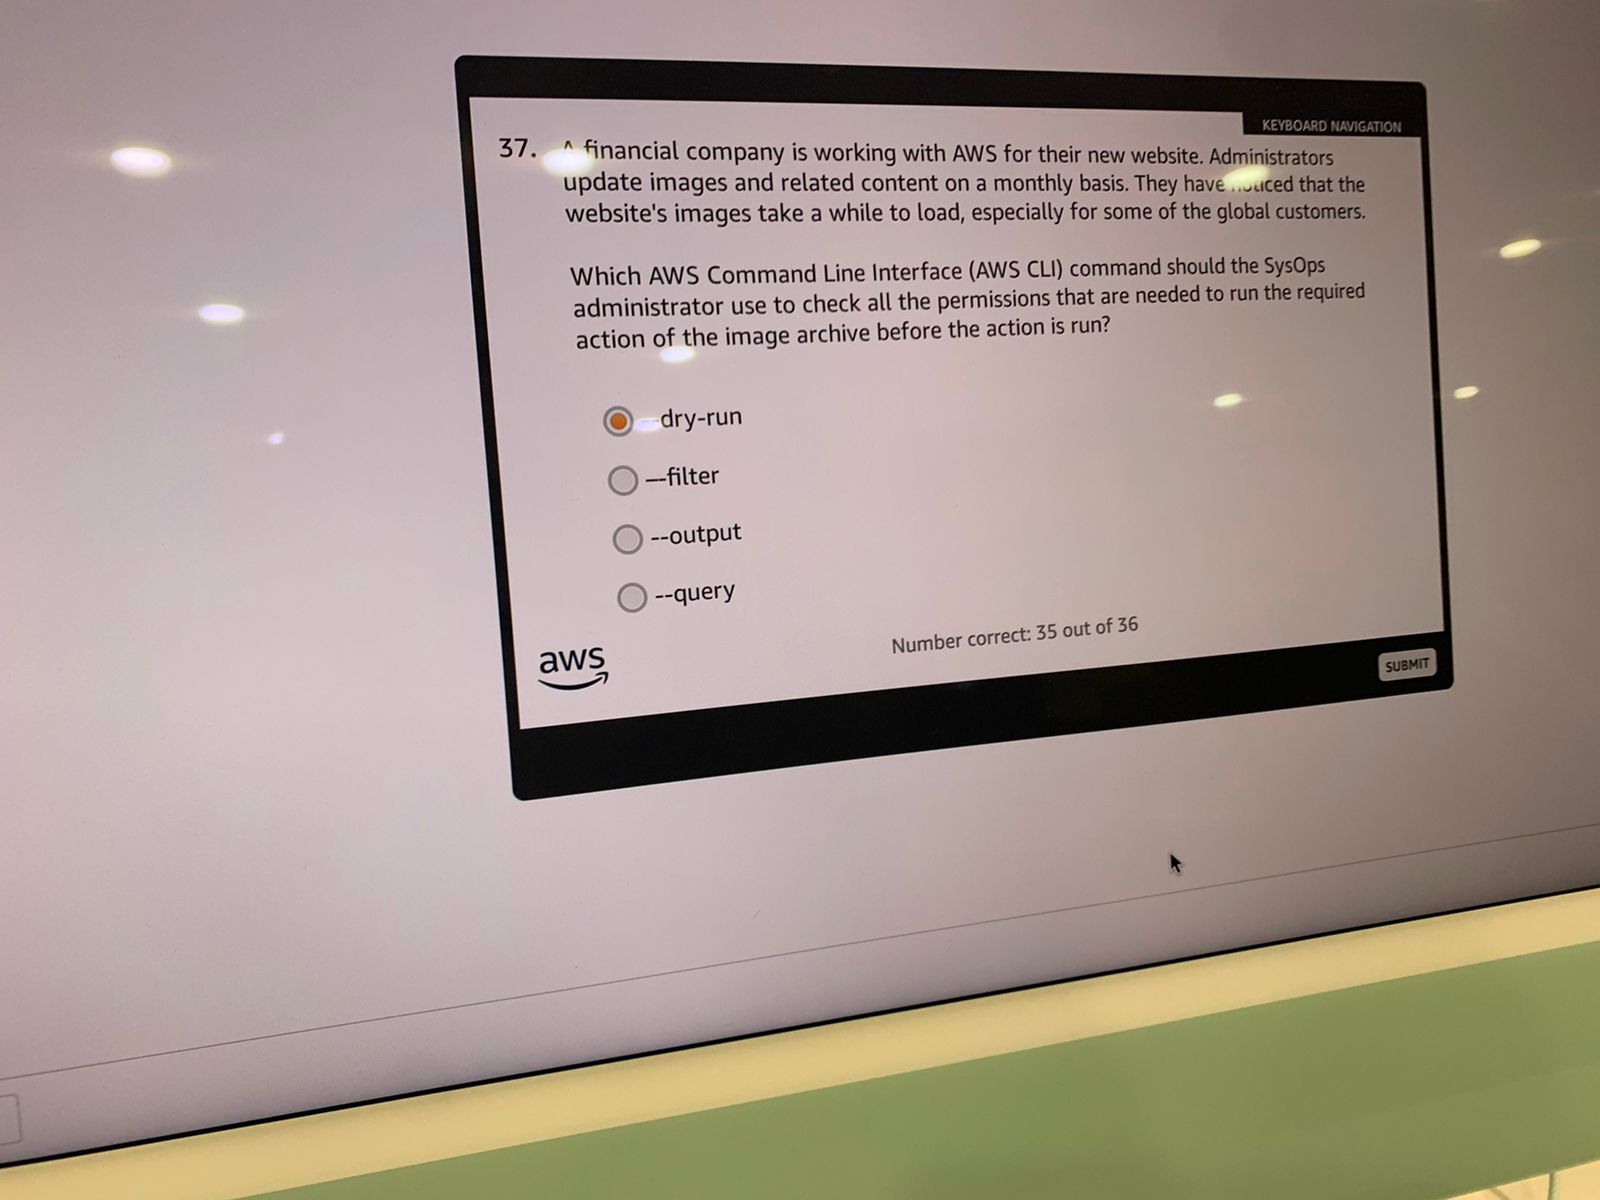 KEYBOARD NAVIGATION
37. A financial company is working with AWS for their new website. Administrators
update images and related content on a monthly basis. They have noticed that the
website's images take a while to load, especially for some of the global customers.
Which AWS Command Line Interface (AWS CLI) command should the SysOps
administrator use to check all the permissions that are needed to run the required
action of the image archive before the action is run?
--dry-run
--filter
--output
--query
Number correct: 35 out of 36
aws
SUBMIT